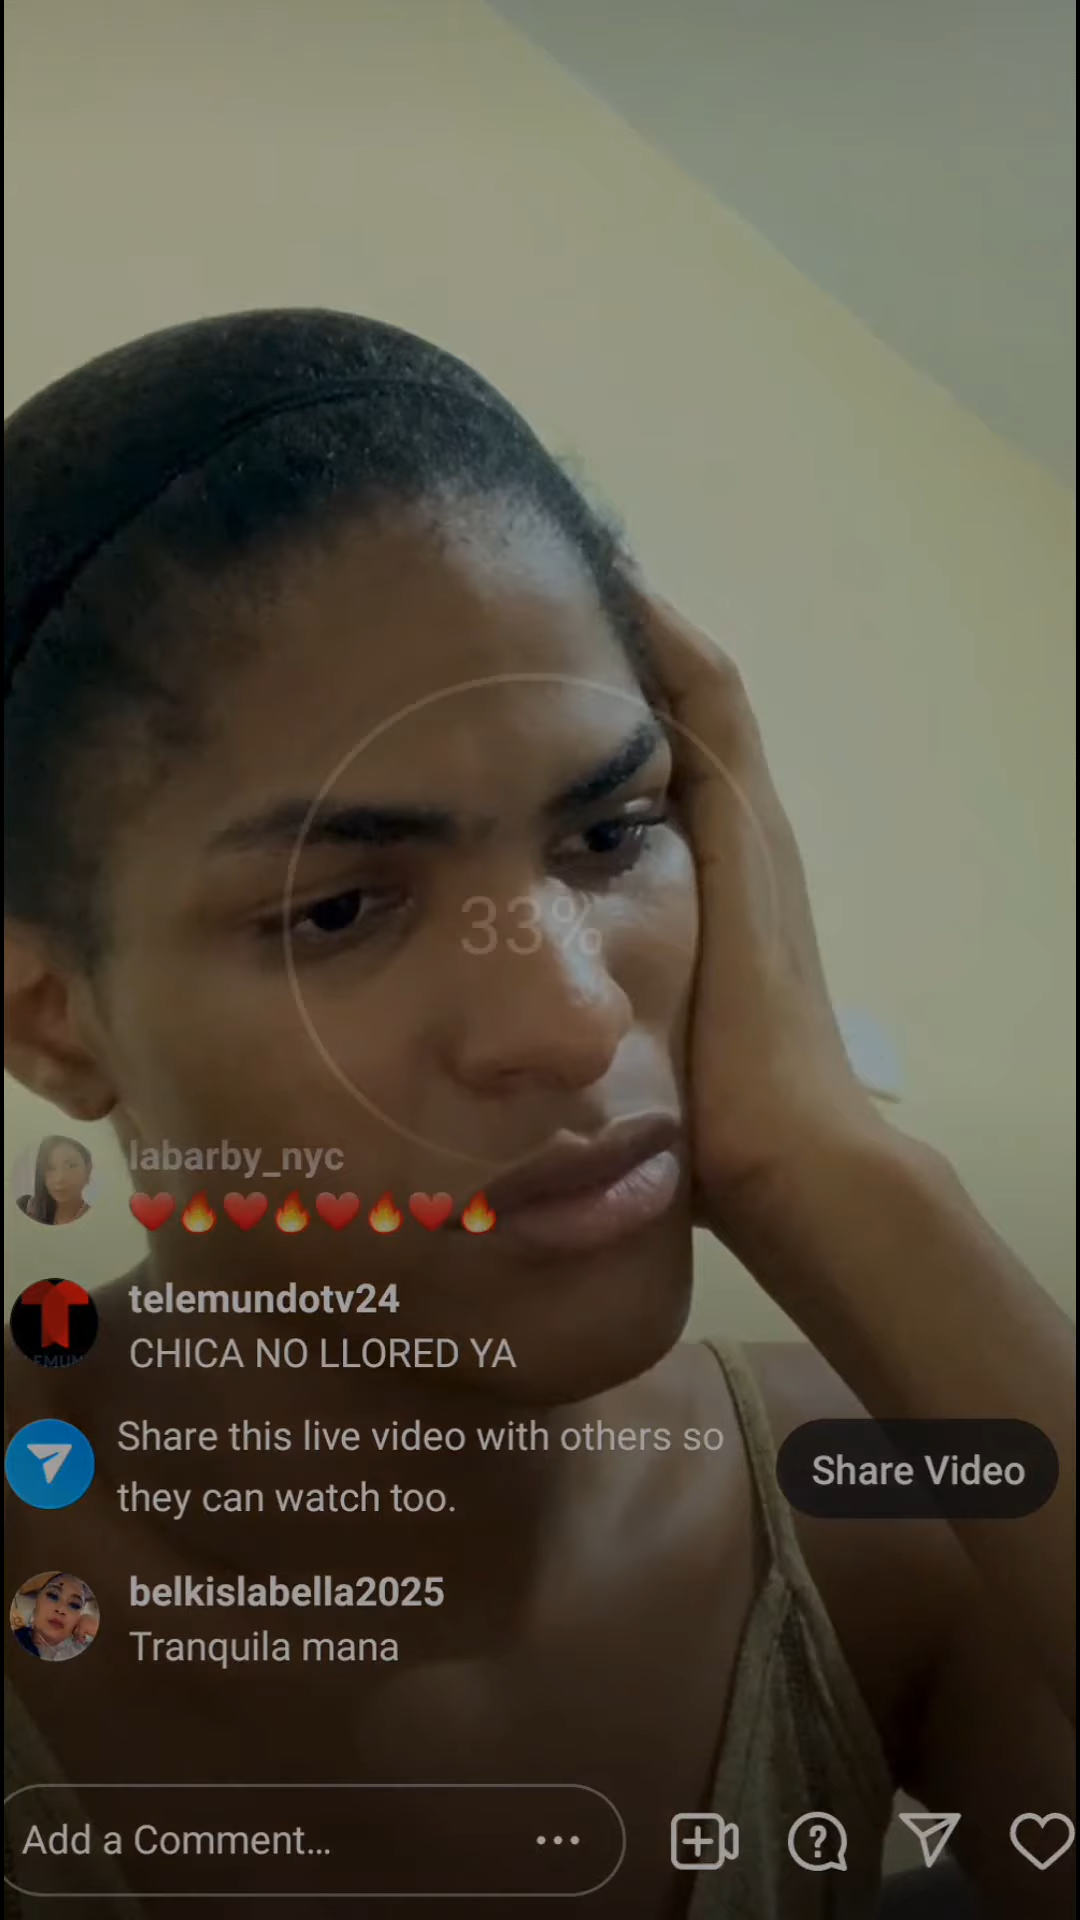 33%
labarby_nyc
❤️🔥❤️🔥❤️🔥❤️🔥
telemundotv24
CHICA NO LLORED YA
Share this live video with others so
they can watch too.
Share Video
belkislabella2025
Tranquila mana
Add a Comment...